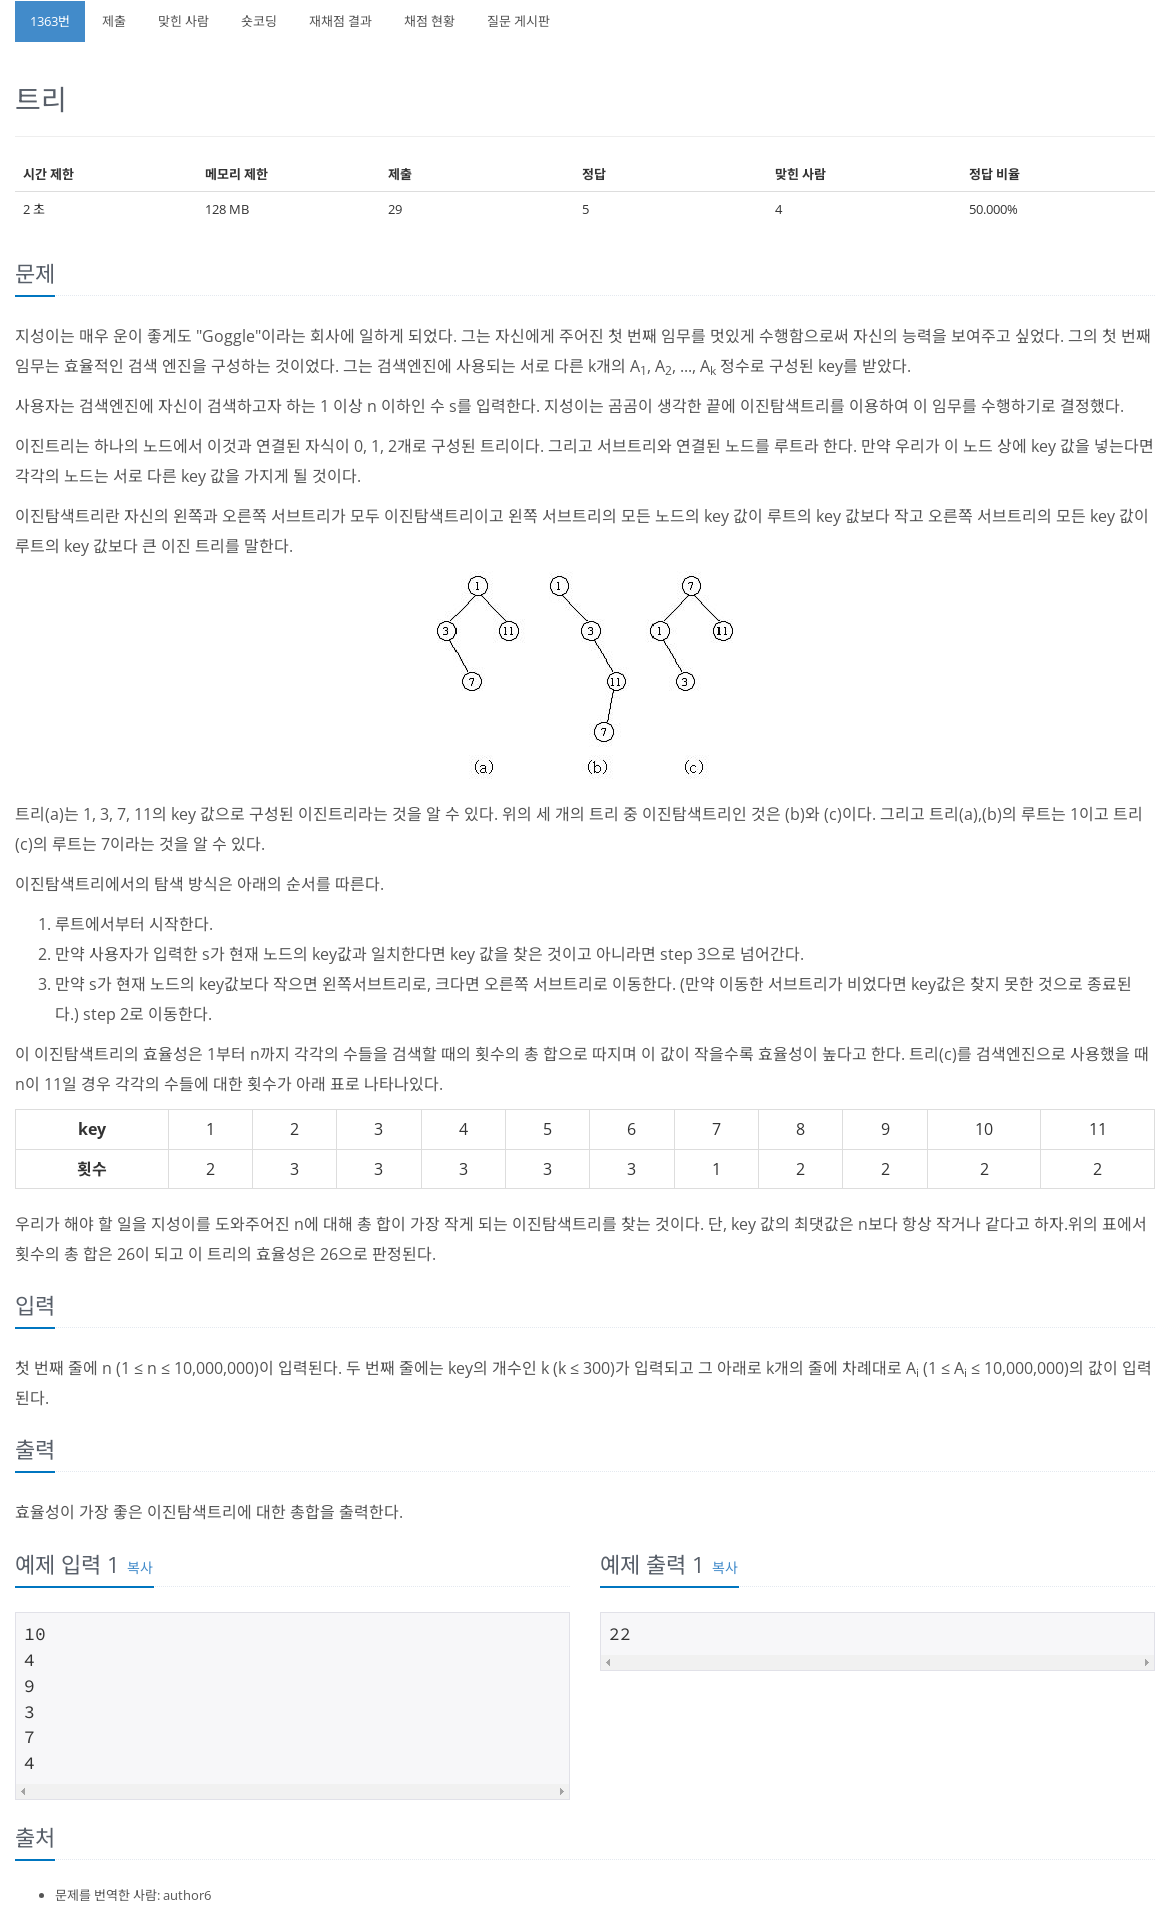 1363번 제출 맞힌 사람 숏코딩 재채점 결과 채점 현황 질문 게시판
트리
시간 제한 메모리 제한 제출 정답 맞힌 사람 정답 비율
2 초 128 MB 29 5 4 50.000%
문제
지성이는 매우 운이 좋게도 "Goggle"이라는 회사에 일하게 되었다. 그는 자신에게 주어진 첫 번째 임무를 멋있게 수행함으로써 자신의 능력을 보여주고 싶었다. 그의 첫 번째
임무는 효율적인 검색 엔진을 구성하는 것이었다. 그는 검색엔진에 사용되는 서로 다른 k개의 A1, A2, ..., Ak 정수로 구성된 key를 받았다.
사용자는 검색엔진에 자신이 검색하고자 하는 1 이상 n 이하인 수 s를 입력한다. 지성이는 곰곰이 생각한 끝에 이진탐색트리를 이용하여 이 임무를 수행하기로 결정했다.
이진트리는 하나의 노드에서 이것과 연결된 자식이 0, 1, 2개로 구성된 트리이다. 그리고 서브트리와 연결된 노드를 루트라 한다. 만약 우리가 이 노드 상에 key 값을 넣는다면
각각의 노드는 서로 다른 key 값을 가지게 될 것이다.
이진탐색트리란 자신의 왼쪽과 오른쪽 서브트리가 모두 이진탐색트리이고 왼쪽 서브트리의 모든 노드의 key 값이 루트의 key 값보다 작고 오른쪽 서브트리의 모든 key 값이
루트의 key 값보다 큰 이진 트리를 말한다.
1 1 7
3 11 3 1 11
7 11 3
7
(a) (b) (c)
트리(a)는 1, 3, 7, 11의 key 값으로 구성된 이진트리라는 것을 알 수 있다. 위의 세 개의 트리 중 이진탐색트리인 것은 (b)와 (c)이다. 그리고 트리(a),(b)의 루트는 1이고 트리
(c)의 루트는 7이라는 것을 알 수 있다.
이진탐색트리에서의 탐색 방식은 아래의 순서를 따른다.
1. 루트에서부터 시작한다.
2. 만약 사용자가 입력한 s가 현재 노드의 key값과 일치한다면 key 값을 찾은 것이고 아니라면 step 3으로 넘어간다.
3. 만약 s가 현재 노드의 key값보다 작으면 왼쪽서브트리로, 크다면 오른쪽 서브트리로 이동한다. (만약 이동한 서브트리가 비었다면 key값은 찾지 못한 것으로 종료된
다.) step 2로 이동한다.
이 이진탐색트리의 효율성은 1부터 n까지 각각의 수들을 검색할 때의 횟수의 총 합으로 따지며 이 값이 작을수록 효율성이 높다고 한다. 트리(c)를 검색엔진으로 사용했을 때
n이 11일 경우 각각의 수들에 대한 횟수가 아래 표로 나타나있다.
key 1 2 3 4 5 6 7 8 9 10 11
횟수 2 3 3 3 3 3 1 2 2 2 2
우리가 해야 할 일을 지성이를 도와주어진 n에 대해 총 합이 가장 작게 되는 이진탐색트리를 찾는 것이다. 단, key 값의 최댓값은 n보다 항상 작거나 같다고 하자.위의 표에서
횟수의 총 합은 26이 되고 이 트리의 효율성은 26으로 판정된다.
입력
첫 번째 줄에 n (1 ≤ n ≤ 10,000,000)이 입력된다. 두 번째 줄에는 key의 개수인 k (k ≤ 300)가 입력되고 그 아래로 k개의 줄에 차례대로 Ai (1 ≤ Ai ≤ 10,000,000)의 값이 입력
된다.
출력
효율성이 가장 좋은 이진탐색트리에 대한 총합을 출력한다.
예제 입력 1 복사
10
4
9
3
7
4
예제 출력 1 복사
22
출처
문제를 번역한 사람: author6